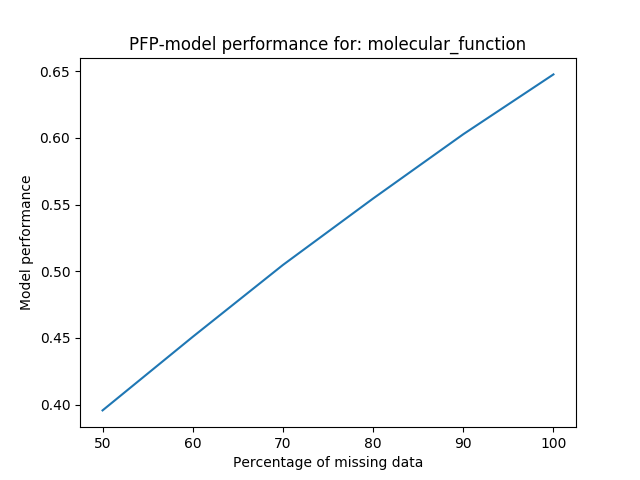 PFP-model performance for: molecular_function
Model performance
0.65
0.60
0.55
0.50
0.45
0.40
50 60 70 80 90 100
Percentage of missing data